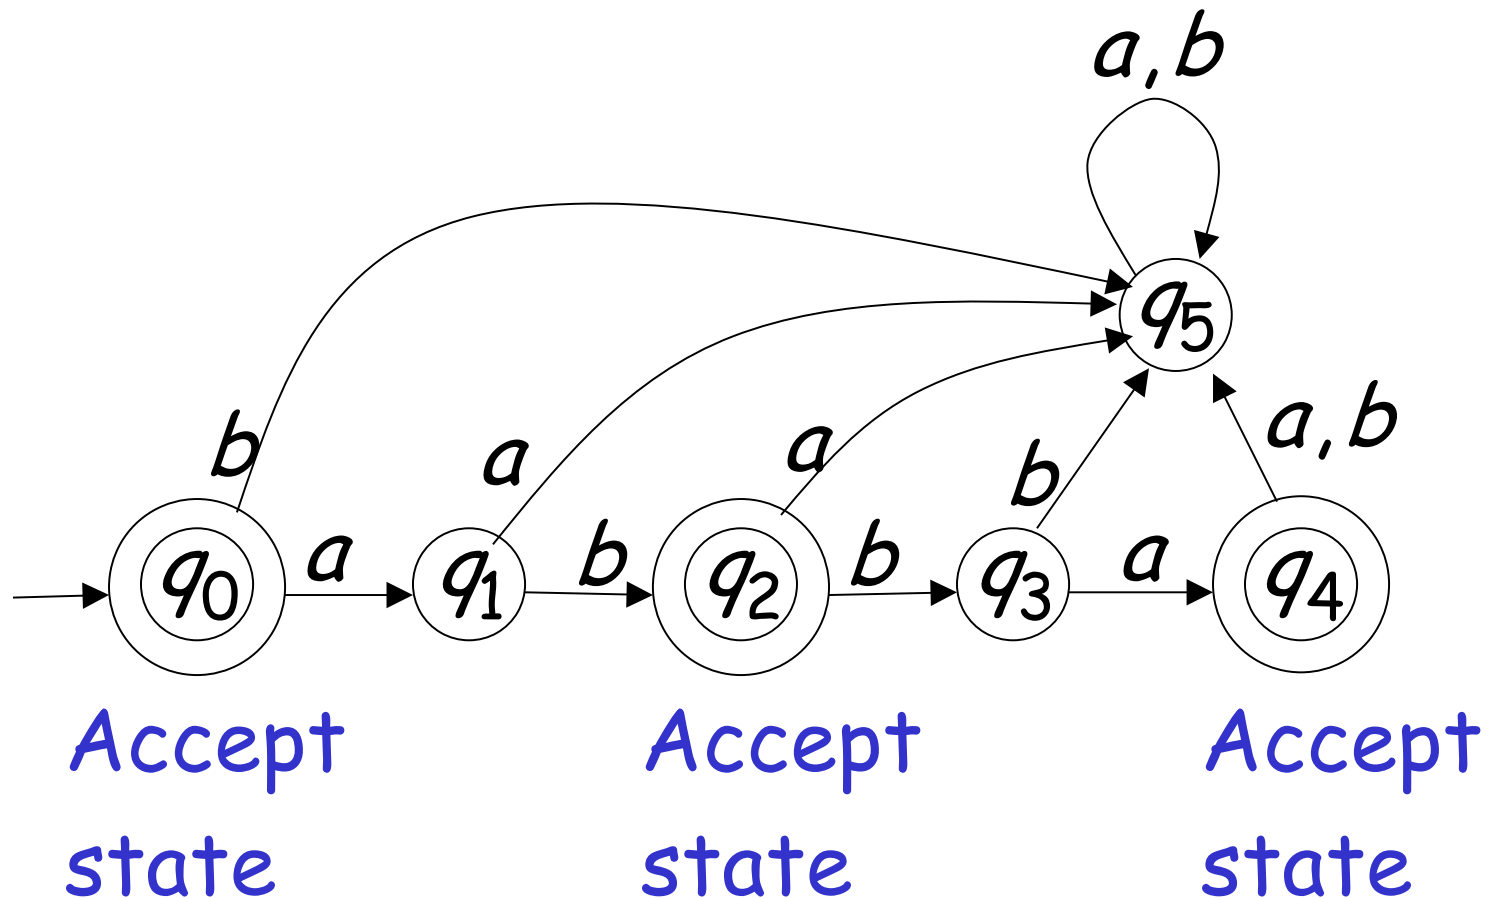 a,b
q5
b a a b a,b
q0 a q1 b q2 b q3 a q4
Accept Accept Accept
state state state